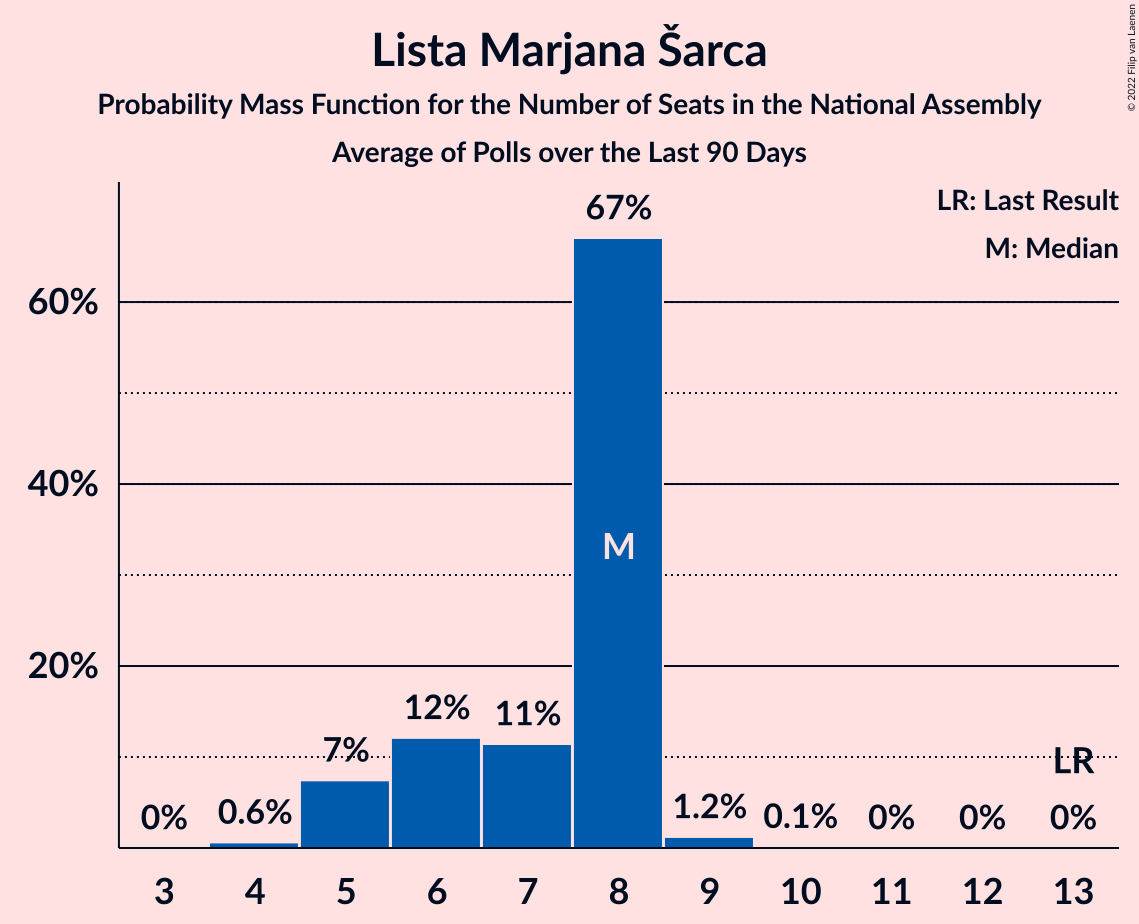 Lista Marjana Šarca
Probability Mass Function for the Number of Seats in the National Assembly
Average of Polls over the Last 90 Days
© 2022 Filip van Laenen
LR: Last Result
M: Median
67%
60%
M
40%
20%
12%
11%
7%
LR
0%
0.6%
1.2%
0.1%
0%
0%
0%
3 4 5 6 7 8 9 10 11 12 13